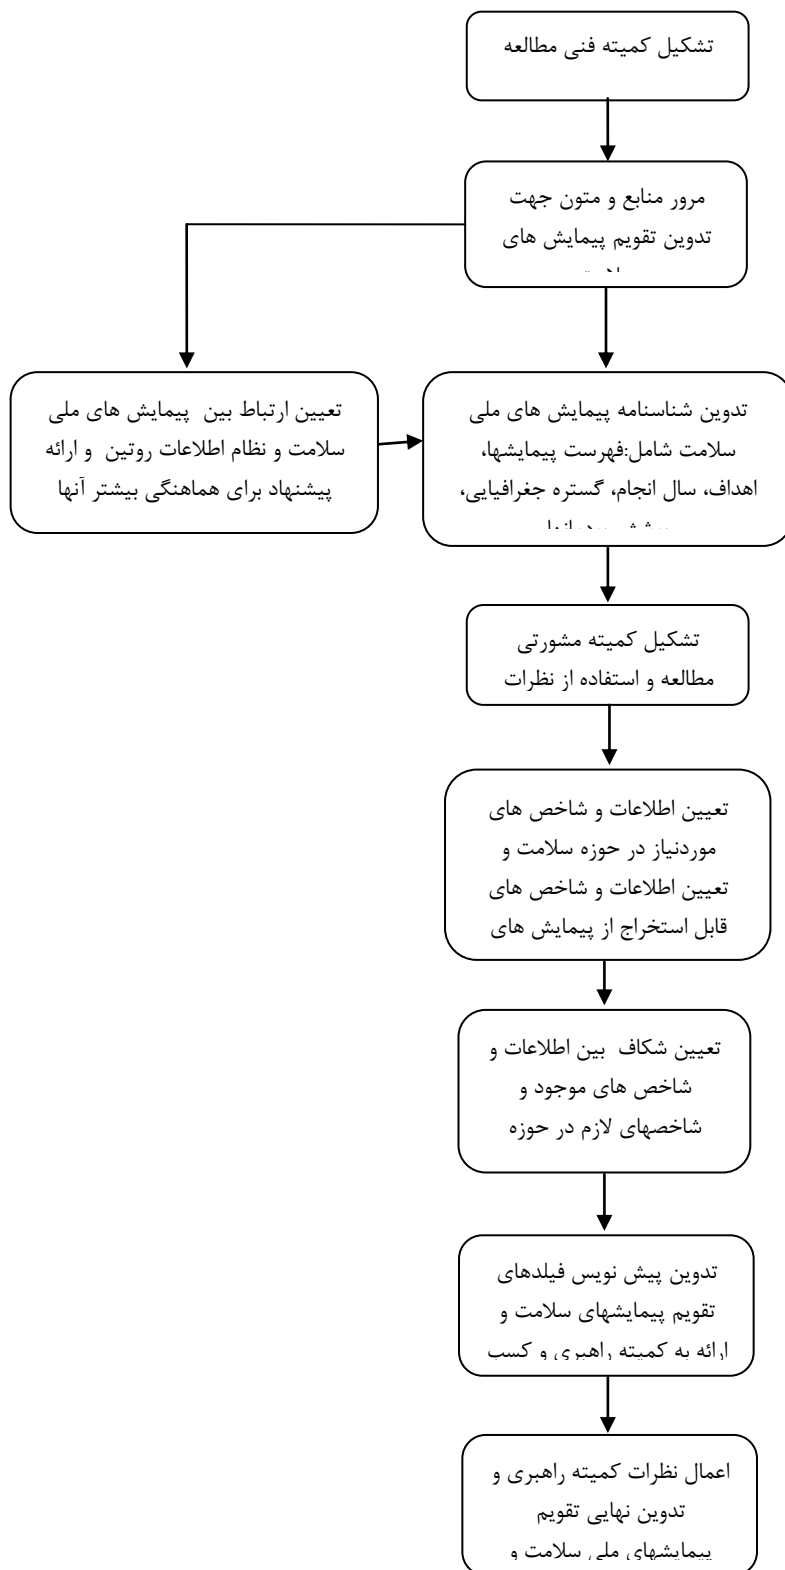 تشکیل کمیته فنی مطالعه
مرور منابع و متون جهت
تدوین تقویم پیمایش های
تعیین ارتباط بین پیمایش های ملی
سلامت و نظام اطلاعات روتین و ارائه
پیشنهاد برای هماهنگی بیشتر آنها
تدوین شناسنامه پیمایش های ملی
سلامت شامل:فهرست پیمایشها،
اهداف، سال انجام، گستره جغرافیایی،
تشکیل کمیته مشورتی
مطالعه و استفاده از نظرات
تعیین اطلاعات و شاخص های
موردنیاز در حوزه سلامت و
تعیین اطلاعات و شاخص های
قابل استخراج از پیمایش های
تعیین شکاف بین اطلاعات و
شاخص های موجود و
شاخصهای لازم در حوزه
تدوین پیش نویس فیلدهای
تقویم پیمایشهای سلامت و
ارائه به کمیته راهبری و کسب
اعمال نظرات کمیته راهبری و
تدوین نهایی تقویم
پیمایشهای ملی سلامت و